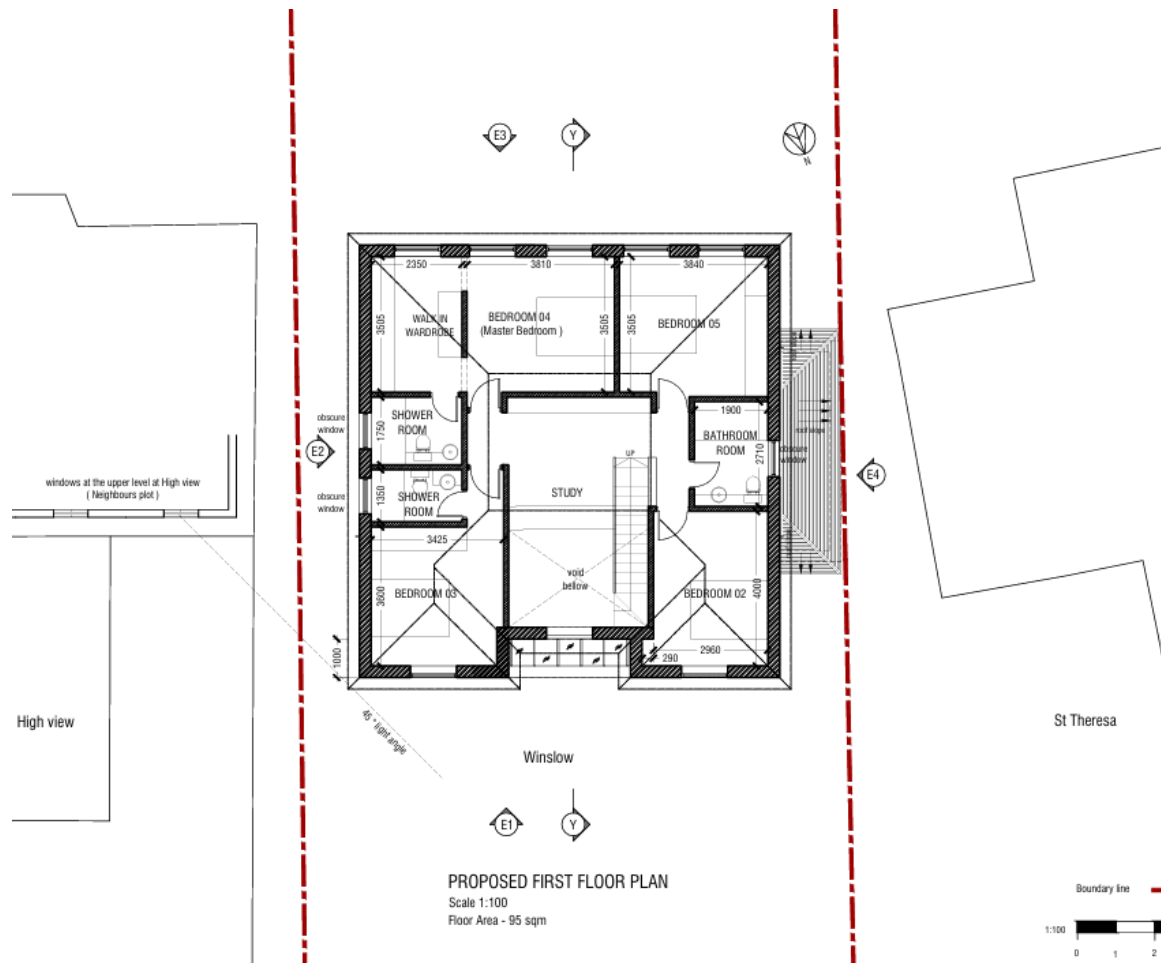 E3
Y
N
2350
3810
3840
3505
WALK IN
WARDROBE
BEDROOM 04
(Master Bedroom )
3505
3505
BEDROOM 05
obscure
window
SHOWER
ROOM
1750
1900
BATHROOM
ROOM
2710
obscure
window
roof slope
E2
E4
UP
windows at the upper level at High view
( Neighbours plot )
obscure
window
1350
SHOWER
ROOM
STUDY
3425
void
bellow
3600
BEDROOM 03
BEDROOM 02
4000
1000
290
2960
45 ° light angle
High view
St Theresa
Winslow
E1
Y
PROPOSED FIRST FLOOR PLAN
Scale 1:100
Floor Area - 95 sqm
Boundary line
1:100
0 1 2